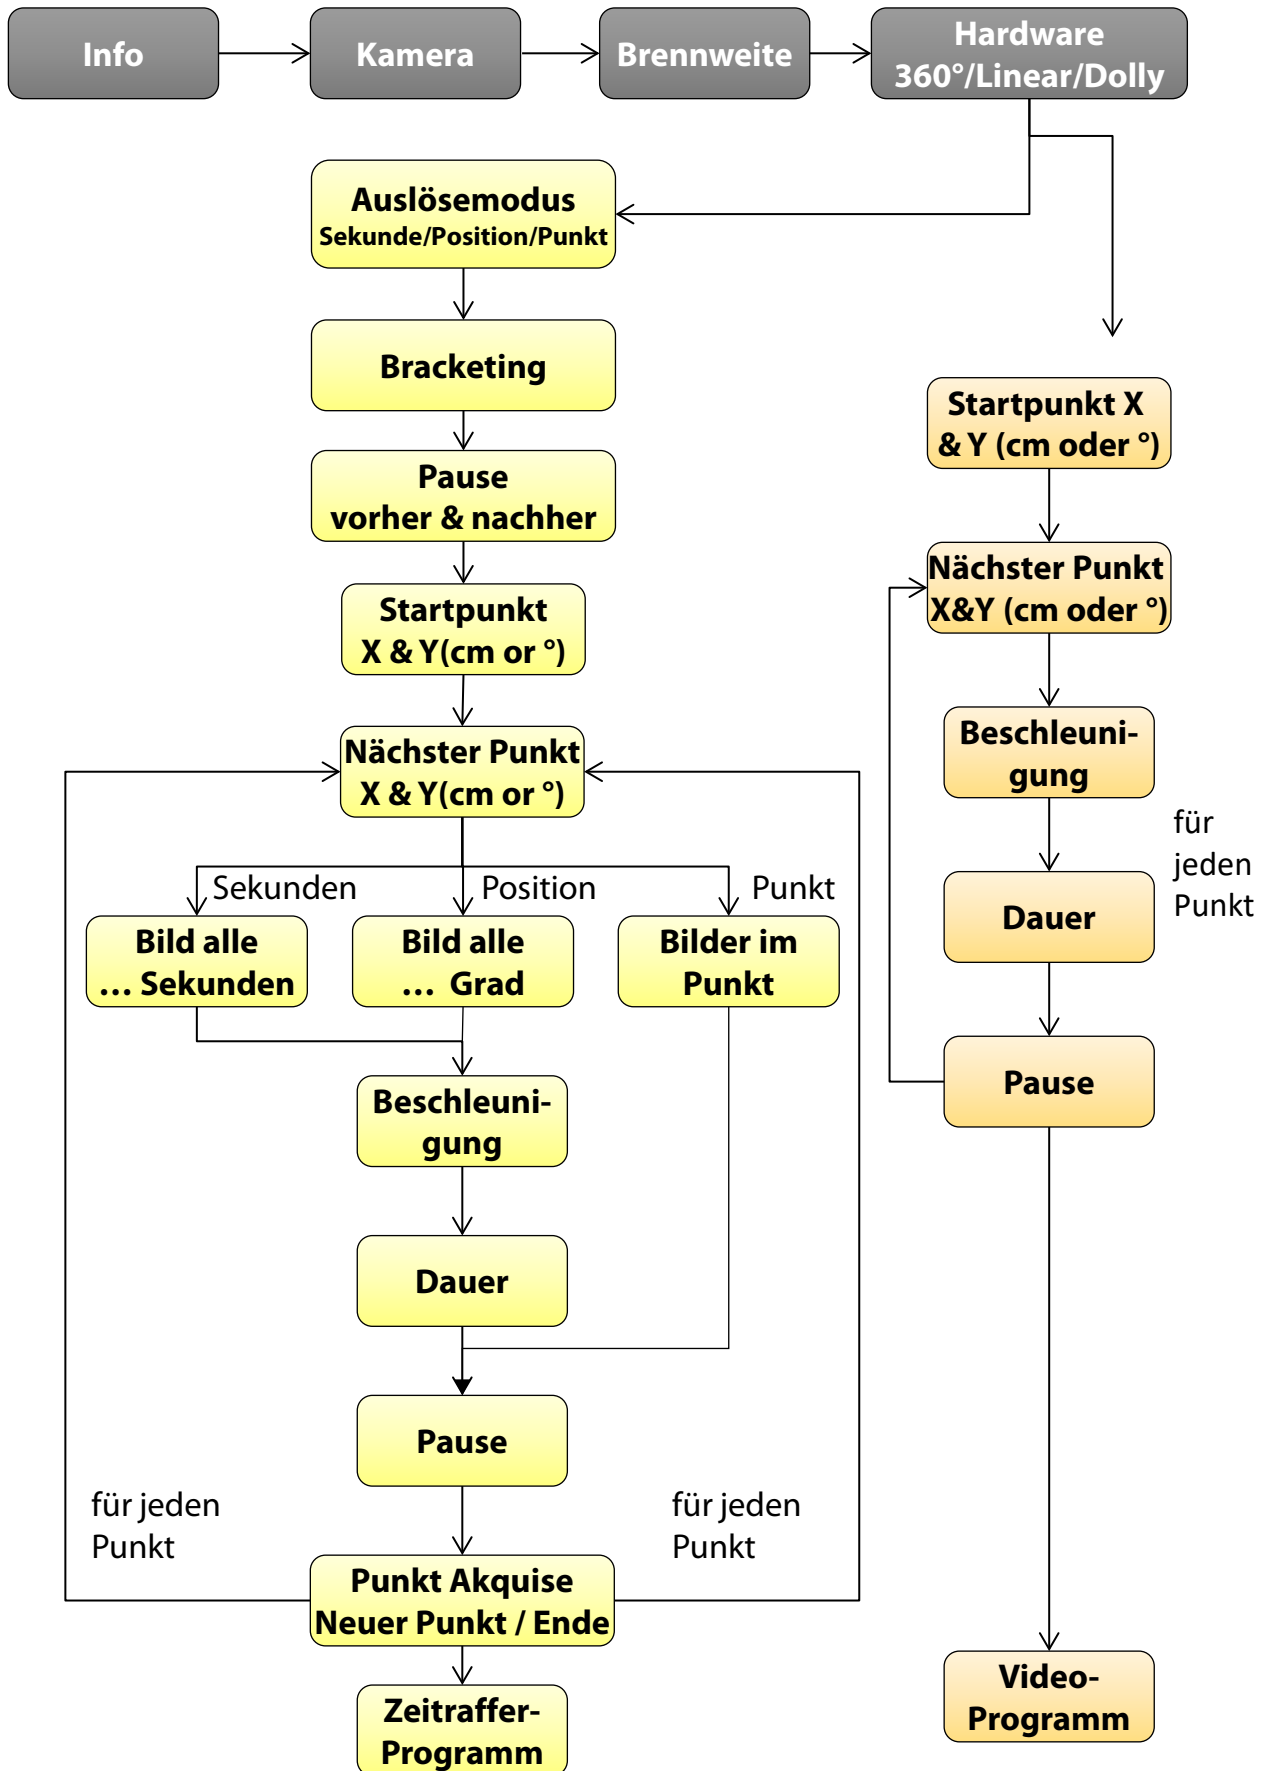 Info
Kamera
Brennweite
Hardware
360°/Linear/Dolly
Auslösemodus
Sekunde/Position/Punkt
Bracketing
Pause
vorher & nachher
Startpunkt
X & Y(cm or °)
Nächster Punkt
X & Y(cm or °)
Sekunden
Position
Punkt
Bild alle
… Sekunden
Bild alle
… Grad
Bilder im
Punkt
Beschleuni-
gung
Dauer
Pause
für jeden
Punkt
für jeden
Punkt
Punkt Akquise
Neuer Punkt / Ende
Zeitraffer-
Programm
Startpunkt X
& Y (cm oder °)
Nächster Punkt
X&Y (cm oder °)
Beschleuni-
gung
für
jeden
Punkt
Dauer
Pause
Video-
Programm